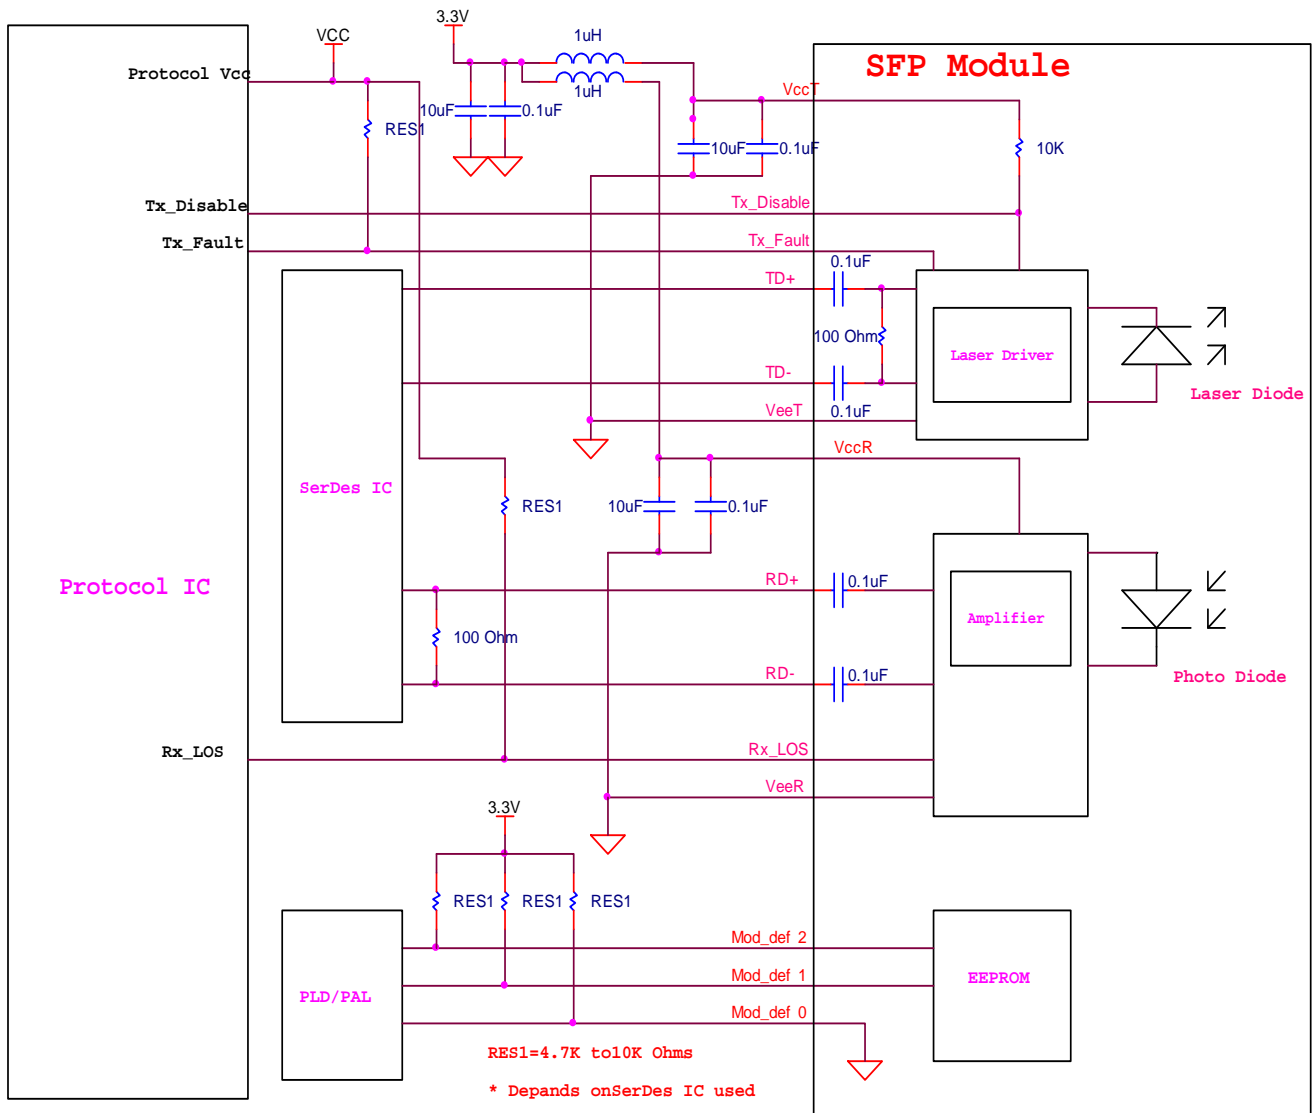 3.3V
1uH
VCC
SFP Module
Protocol Vcc
1uH
VccT
10uF
0.1uF
RES1
10uF
0.1uF
10K
Tx_Disable
Tx_Disable
Tx_Fault
Tx_Fault
0.1uF
TD+
100 Ohm
Laser Driver
TD-
Laser Diode
VeeT
0.1uF
VccR
SerDes IC
RES1
10uF
0.1uF
Protocol IC
RD+
0.1uF
Amplifier
100 Ohm
RD-
0.1uF
Photo Diode
Rx_LOS
Rx_LOS
VeeR
3.3V
RES1
RES1
RES1
Mod_def 2
Mod_def 1
EEPROM
PLD/PAL
Mod_def 0
RES1=4.7K to10K Ohms
* Depands onSerDes IC used